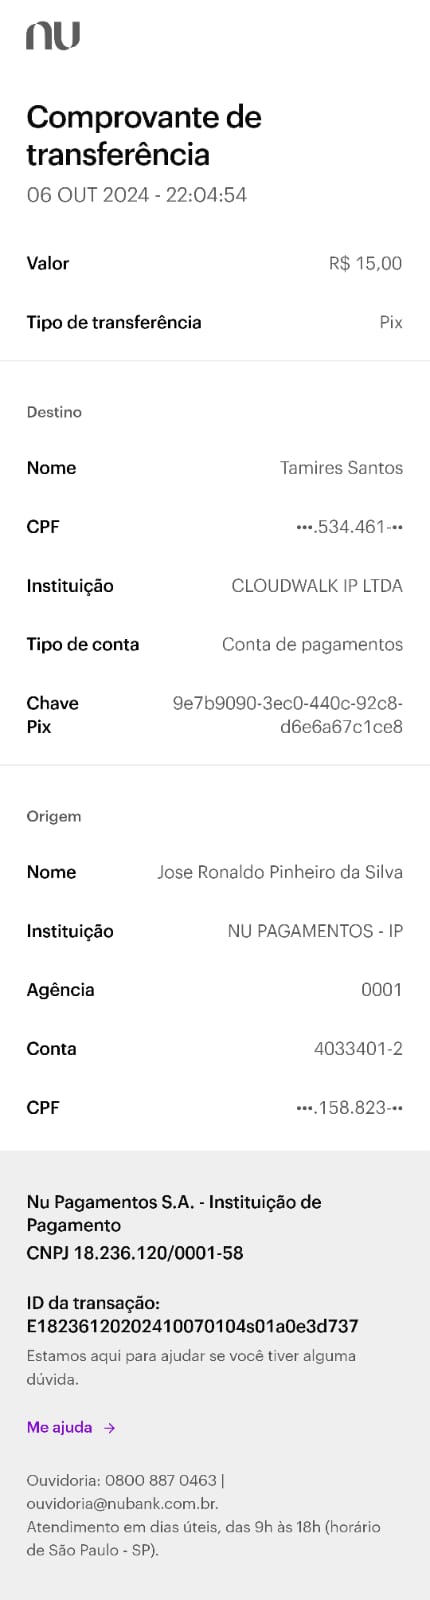 nu
Comprovante de
transferência
06 OUT 2024 - 22:04:54
Valor R$ 15,00
Tipo de transferência Pix
Destino
Nome Tamires Santos
CPF •••.534.461-••
Instituição CLOUDWALK IP LTDA
Tipo de conta Conta de pagamentos
Chave 9e7b9090-3ec0-440c-92c8-
Pix d6e6a67c1ce8
Origem
Nome Jose Ronaldo Pinheiro da Silva
Instituição NU PAGAMENTOS - IP
Agência 0001
Conta 4033401-2
CPF •••.158.823-••
Nu Pagamentos S.A. - Instituição de
Pagamento
CNPJ 18.236.120/0001-58
ID da transação:
E18236120202410070104s01a0e3d737
Estamos aqui para ajudar se você tiver alguma
dúvida.
Me ajuda →
Ouvidoria: 0800 887 0463 |
ouvidoria@nubank.com.br.
Atendimento em dias úteis, das 9h às 18h (horário
de São Paulo - SP).